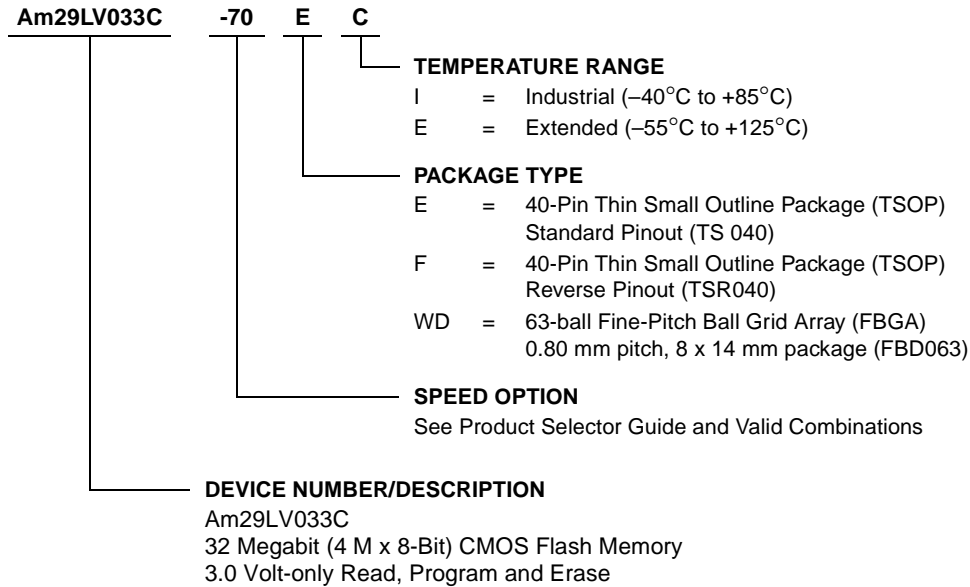 Am29LV033C -70 E C
TEMPERATURE RANGE
I = Industrial (–40°C to +85°C)
E = Extended (–55°C to +125°C)
PACKAGE TYPE
E = 40-Pin Thin Small Outline Package (TSOP)
Standard Pinout (TS 040)
F = 40-Pin Thin Small Outline Package (TSOP)
Reverse Pinout (TSR040)
WD = 63-ball Fine-Pitch Ball Grid Array (FBGA)
0.80 mm pitch, 8 x 14 mm package (FBD063)
SPEED OPTION
See Product Selector Guide and Valid Combinations
DEVICE NUMBER/DESCRIPTION
Am29LV033C
32 Megabit (4 M x 8-Bit) CMOS Flash Memory
3.0 Volt-only Read, Program and Erase